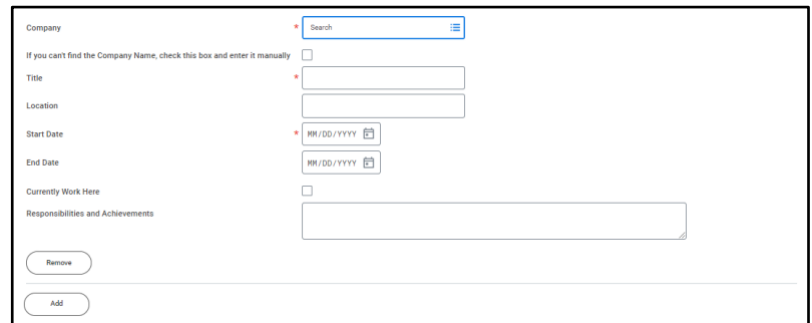 Company * Search
If you can't find the Company Name, check this box and enter it manually
Title *
Location
Start Date * MM/DD/YYYY
End Date MM/DD/YYYY
Currently Work Here
Responsibilities and Achievements
Remove
Add